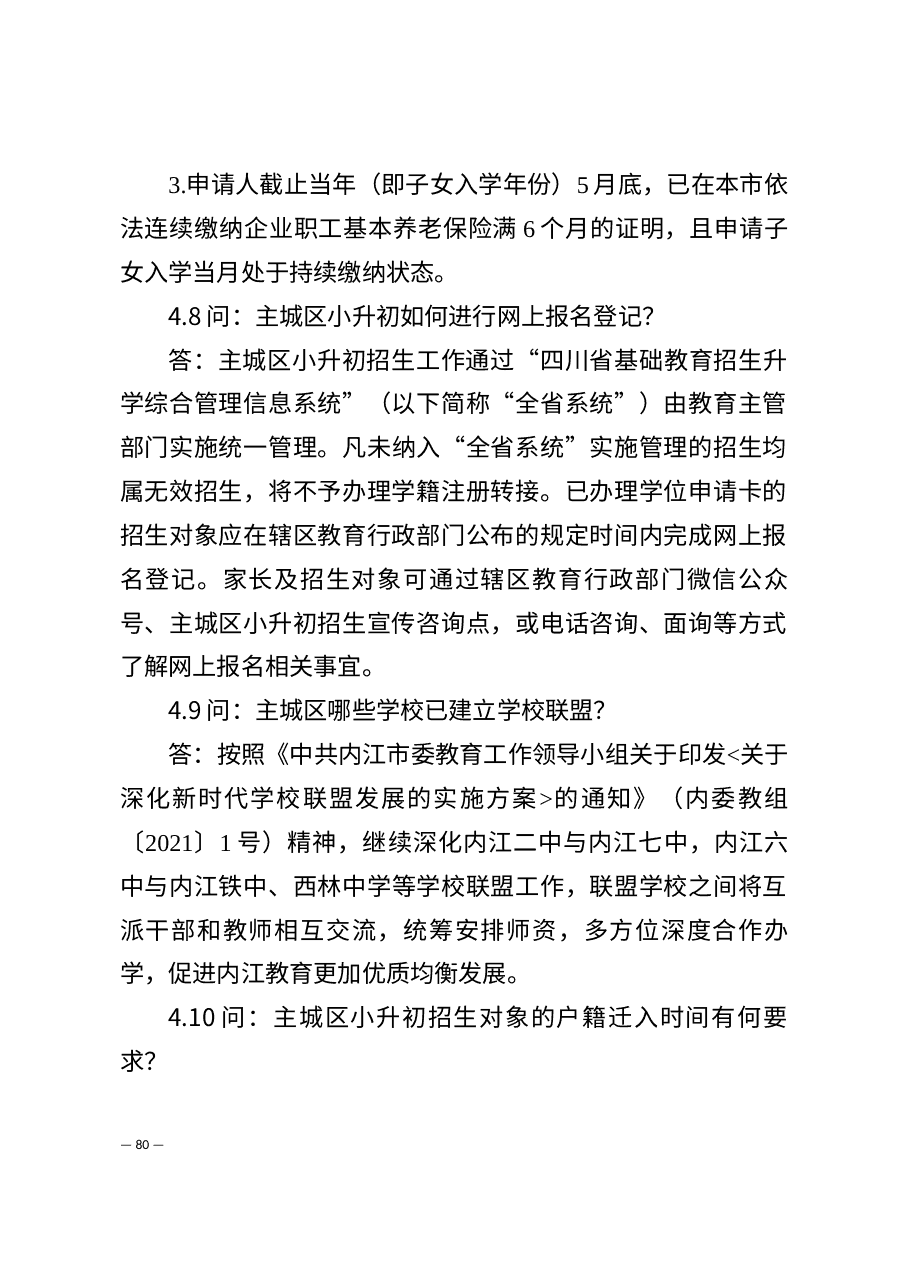 3.申请人截止当年（即子女入学年份）5 月底，已在本市依
法连续缴纳企业职工基本养老保险满 6 个月的证明，且申请子
女入学当月处于持续缴纳状态。
4.8 问：主城区小升初如何进行网上报名登记？
答：主城区小升初招生工作通过“四川省基础教育招生升
学综合管理信息系统”（以下简称“全省系统”）由教育主管
部门实施统一管理。凡未纳入“全省系统”实施管理的招生均
属无效招生，将不予办理学籍注册转接。已办理学位申请卡的
招生对象应在辖区教育行政部门公布的规定时间内完成网上报
名登记。家长及招生对象可通过辖区教育行政部门微信公众
号、主城区小升初招生宣传咨询点，或电话咨询、面询等方式
了解网上报名相关事宜。
4.9 问：主城区哪些学校已建立学校联盟？
答：按照《中共内江市委教育工作领导小组关于印发<关于
深化新时代学校联盟发展的实施方案>的通知》（内委教组
〔2021〕1 号）精神，继续深化内江二中与内江七中，内江六
中与内江铁中、西林中学等学校联盟工作，联盟学校之间将互
派干部和教师相互交流，统筹安排师资，多方位深度合作办
学，促进内江教育更加优质均衡发展。
4.10 问：主城区小升初招生对象的户籍迁入时间有何要
求？
— 80 —